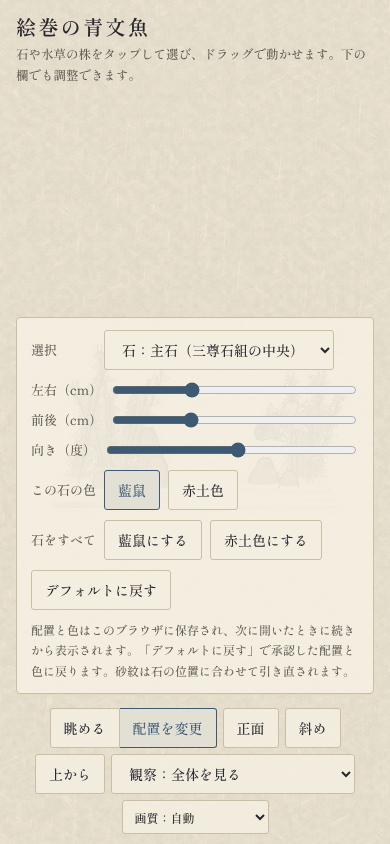 絵巻の青文魚
石や水草の株をタップして選び、ドラッグで動かせます。下の
欄でも調整できます。
選択 石：主石（三尊石組の中央）
左右（cm）
前後（cm）
向き（度）
この石の色 藍鼠 赤土色
石をすべて 藍鼠にする 赤土色にする
デフォルトに戻す
配置と色はこのブラウザに保存され、次に開いたときに続き
から表示されます。「デフォルトに戻す」で承認した配置と
色に戻ります。砂紋は石の位置に合わせて引き直されます。
眺める 配置を変更 正面 斜め
上から 観察：全体を見る
画質：自動